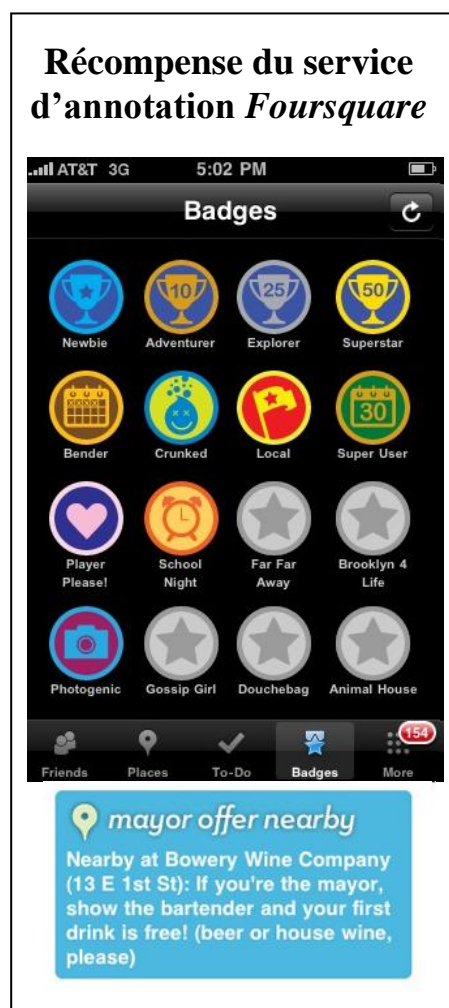 Récompense du service
d’annotation Foursquare
AT&T 3G 5:02 PM
Badges
10 25 50
Newbie Adventurer Explorer Superstar
30
Bender Crunked Local Super User
Player Please! School Night Far Far Away Brooklyn 4 Life
Photogenic Gossip Girl Douchebag Animal House
154
Friends Places To-Do Badges More
mayor offer nearby
Nearby at Bowery Wine Company
(13 E 1st St): If you're the mayor,
show the bartender and your first
drink is free! (beer or house wine,
please)